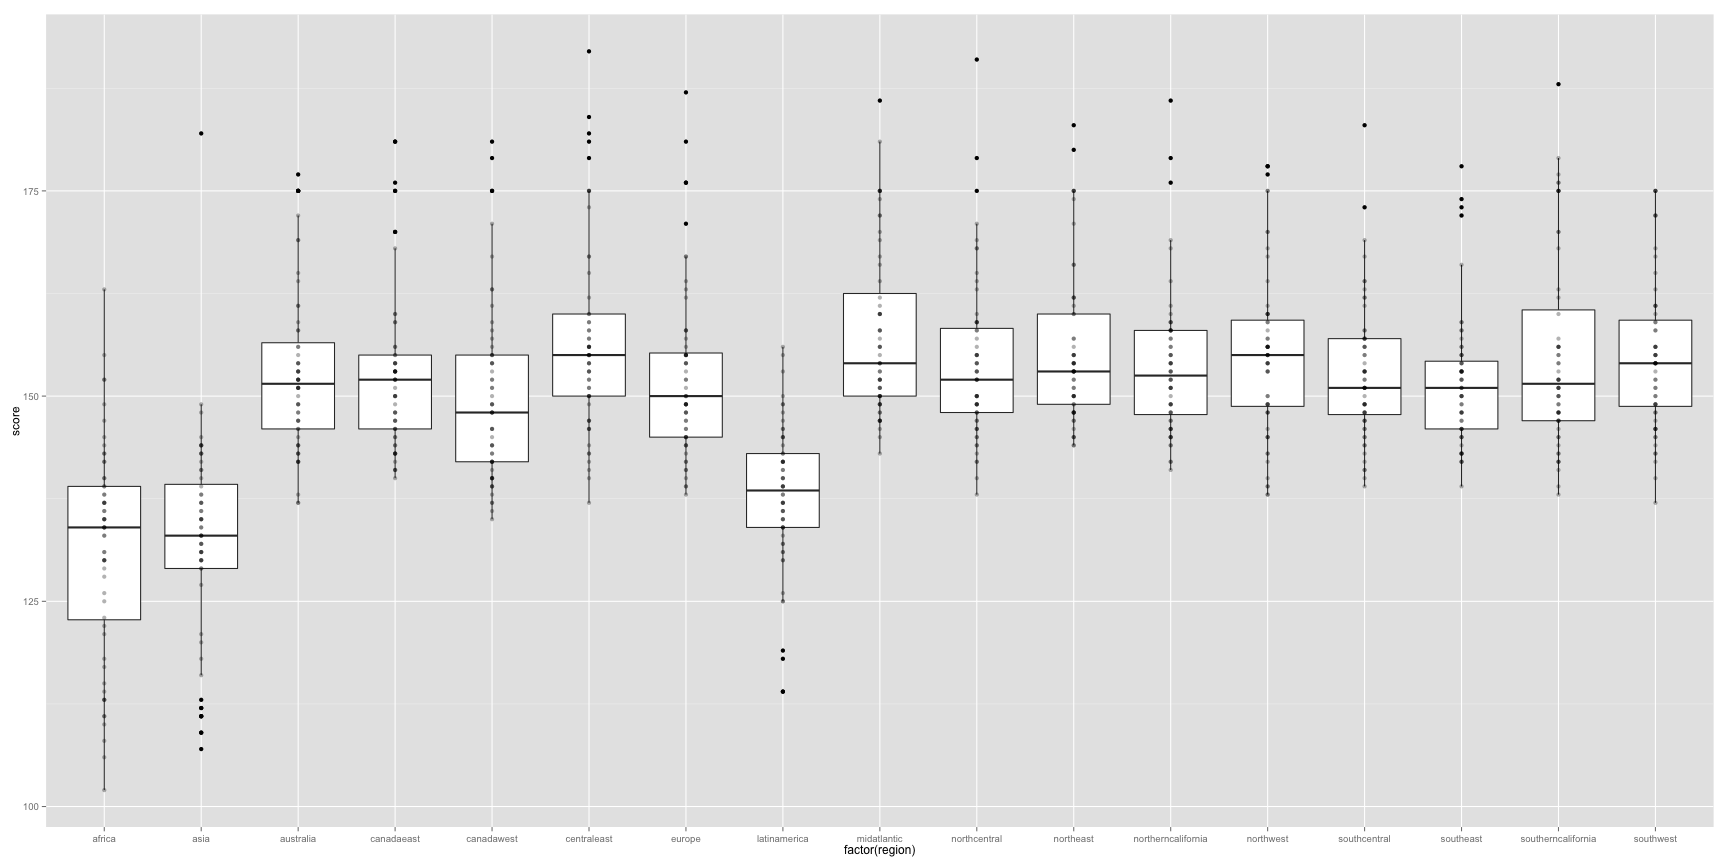 175
150
125
100
score
africa asia australia canadaeast canadawest centraleast europe latinamerica midatlantic northcentral northeast northerncalifornia northwest southcentral southeast southerncalifornia southwest
factor(region)